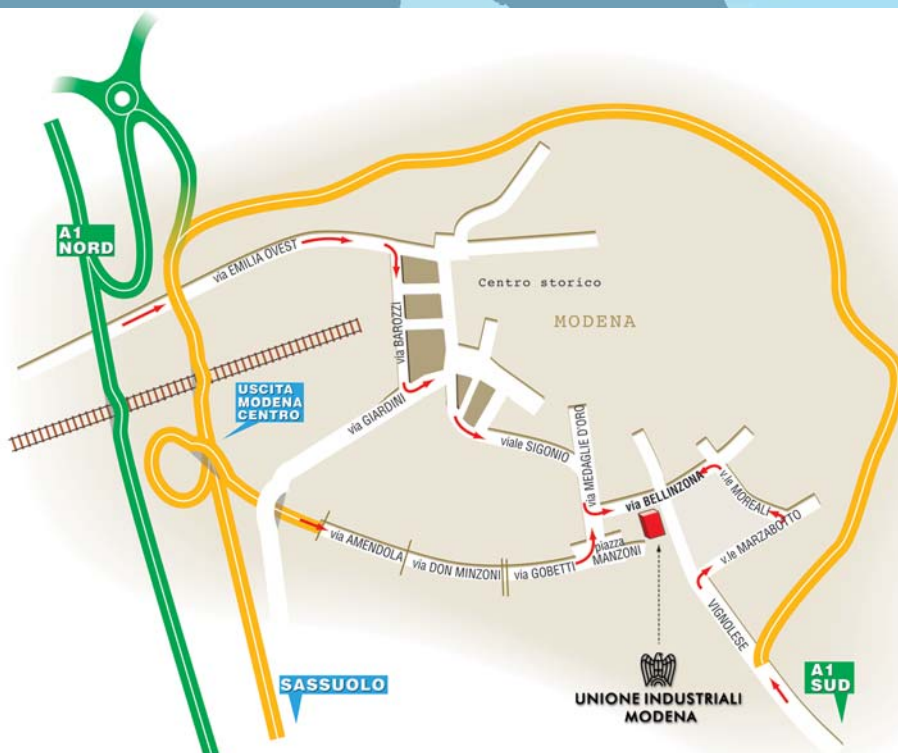 A1
NORD
via EMILIA OVEST
Centro storico
MODENA
via BAROZZI
USCITA
MODENA
CENTRO
via GIARDINI
viale SIGONIO
via MEDAGLIE D'ORO
via BELLINZONA
v.le MOREALI
v.le MARZABOTTO
via AMENDOLA
via DON MINZONI
via GOBETTI
piazza
MANZONI
VIGNOLESE
SASSUOLO
A1
SUD
UNIONE INDUSTRIALI
MODENA